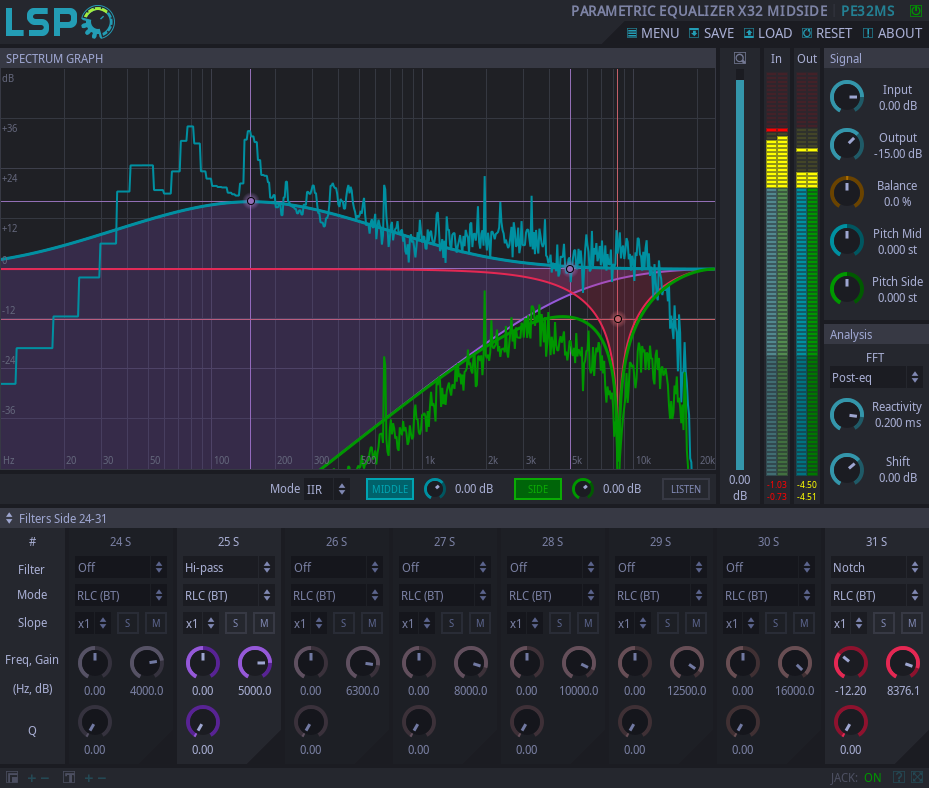 LSP
PARAMETRIC EQUALIZER X32 MIDSIDE PE32MS
MENU SAVE LOAD RESET ABOUT
SPECTRUM GRAPH
In Out
Signal
dB
+36
+24
+12
0
-12
-24
-36
Hz 20 30 50 100 200 300 500 1k 2k 3k 5k 10k 20k
Input
0.00 dB
Output
-15.00 dB
Balance
0.0 %
Pitch Mid
0.000 st
Pitch Side
0.000 st
Analysis
FFT
Post-eq
Reactivity
0.200 ms
Shift
0.00 dB
0.00
dB
-1.03 -4.50
-0.73 -4.51
Mode IIR MIDDLE 0.00 dB SIDE 0.00 dB LISTEN
Filters Side 24-31
# 24 S 25 S 26 S 27 S 28 S 29 S 30 S 31 S
Filter Off Hi-pass Off Off Off Off Off Notch
Mode RLC (BT) RLC (BT) RLC (BT) RLC (BT) RLC (BT) RLC (BT) RLC (BT) RLC (BT)
Slope x1 S M x1 S M x1 S M x1 S M x1 S M x1 S M x1 S M x1 S M
Freq, Gain
(Hz, dB) 0.00 4000.0 0.00 5000.0 0.00 6300.0 0.00 8000.0 0.00 10000.0 0.00 12500.0 0.00 16000.0 -12.20 8376.1
Q
0.00 0.00 0.00 0.00 0.00 0.00 0.00 0.00
+ − T + − JACK: ON ?